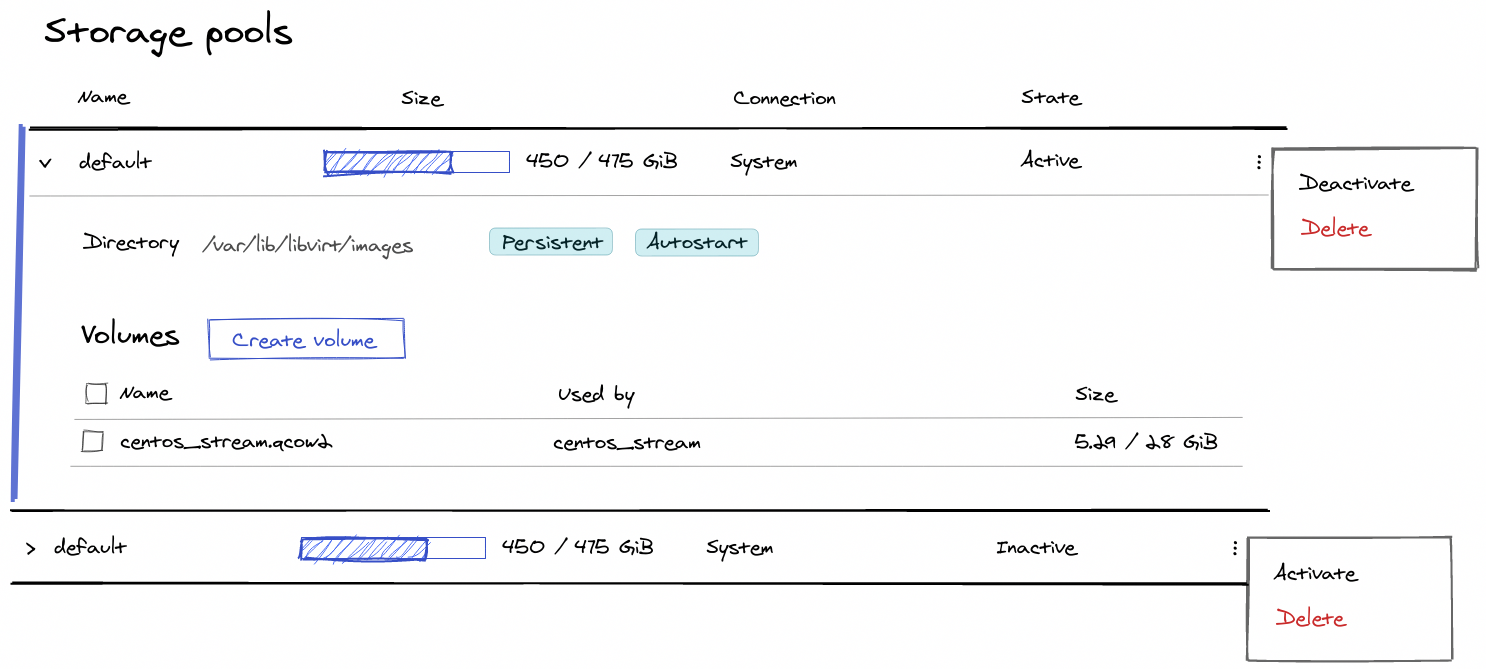 Storage pools
Name Size Connection State
default 450 / 475 GiB System Active
Deactivate
Delete
Directory /var/lib/libvirt/images Persistent Autostart
Volumes Create volume
Name Used by Size
centos_stream.qcow2 centos_stream 5.29 / 28 GiB
default 450 / 475 GiB System Inactive
Activate
Delete